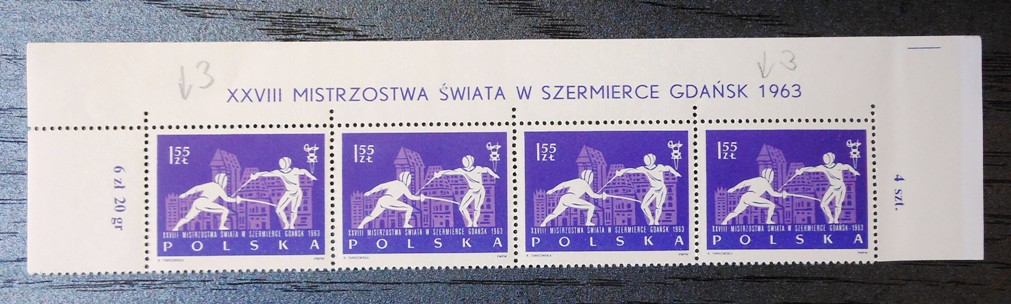 ↓3
↓3
XXVIII MISTRZOSTWA ŚWIATA W SZERMIERCE GDAŃSK 1963
6 zł 20 gr
1.55
ZŁ
XXVIII MISTRZOSTWA ŚWIATA W SZERMIERCE GDAŃSK 1963
POLSKA
1.55
ZŁ
XXVIII MISTRZOSTWA ŚWIATA W SZERMIERCE GDAŃSK 1963
POLSKA
1.55
ZŁ
XXVIII MISTRZOSTWA ŚWIATA W SZERMIERCE GDAŃSK 1963
POLSKA
1.55
ZŁ
XXVIII MISTRZOSTWA ŚWIATA W SZERMIERCE GDAŃSK 1963
POLSKA
4 szt.